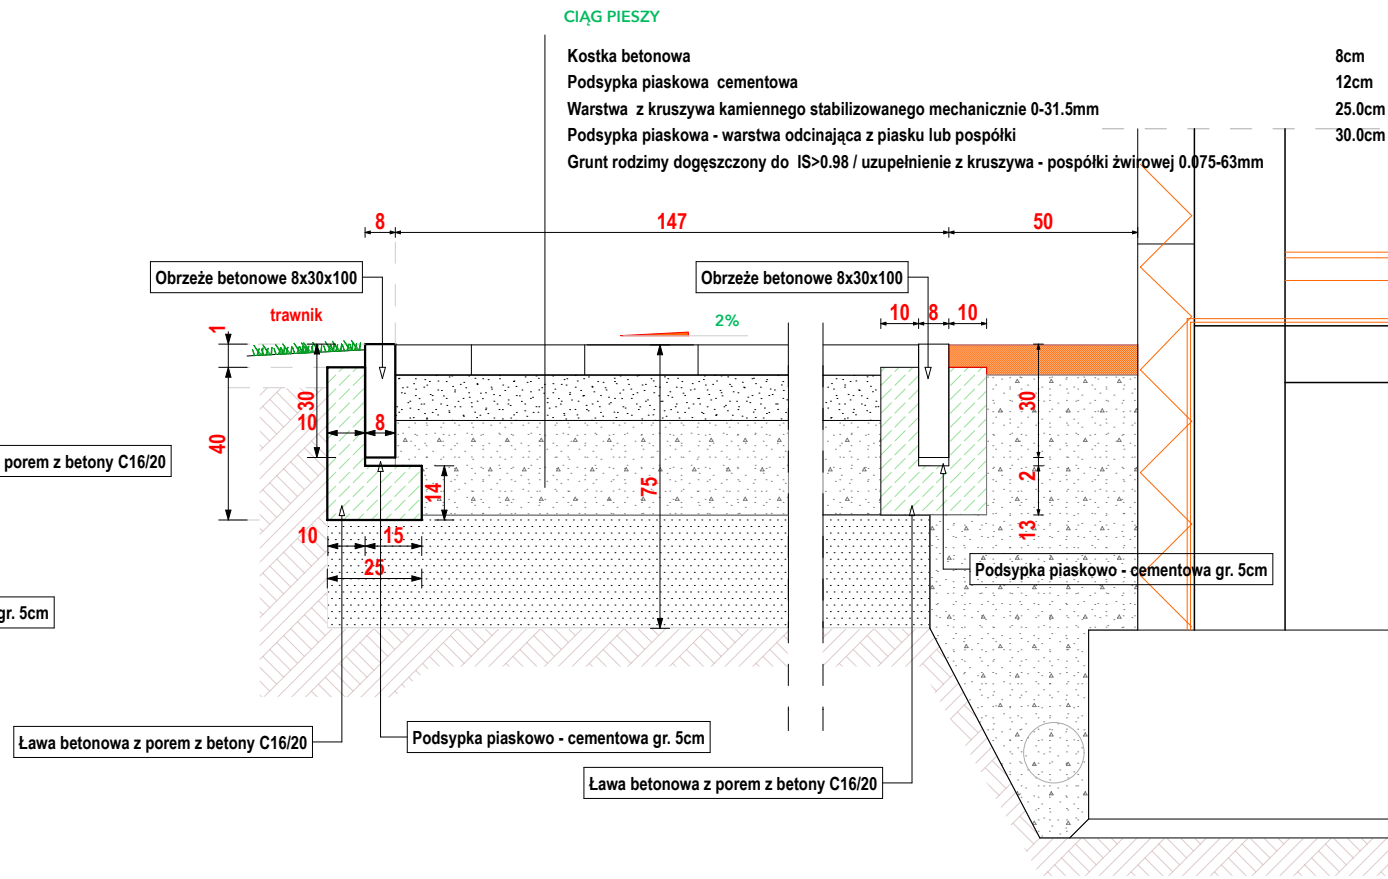 CIĄG PIESZY
Kostka betonowa 8cm
Podsypka piaskowa cementowa 12cm
Warstwa z kruszywa kamiennego stabilizowanego mechanicznie 0-31.5mm 25.0cm
Podsypka piaskowa - warstwa odcinająca z piasku lub pospółki 30.0cm
Grunt rodzimy dogęszczony do IS>0.98 / uzupełnienie z kruszywa - pospółki żwirowej 0.075-63mm
8 147 50
Obrzeże betonowe 8x30x100
Obrzeże betonowe 8x30x100
trawnik
1
2%
10 8 10
30
10 8
40
30
porem z betony C16/20
14
75
2
13
10 15
25
Podsypka piaskowo - cementowa gr. 5cm
gr. 5cm
Ława betonowa z porem z betony C16/20
Podsypka piaskowo - cementowa gr. 5cm
Ława betonowa z porem z betony C16/20